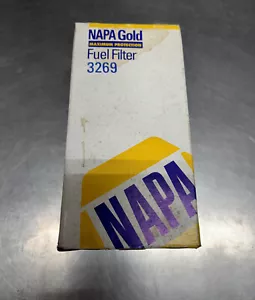 NAPA Gold
MAXIMUM PROTECTION
Fuel Filter
3269
NAPA